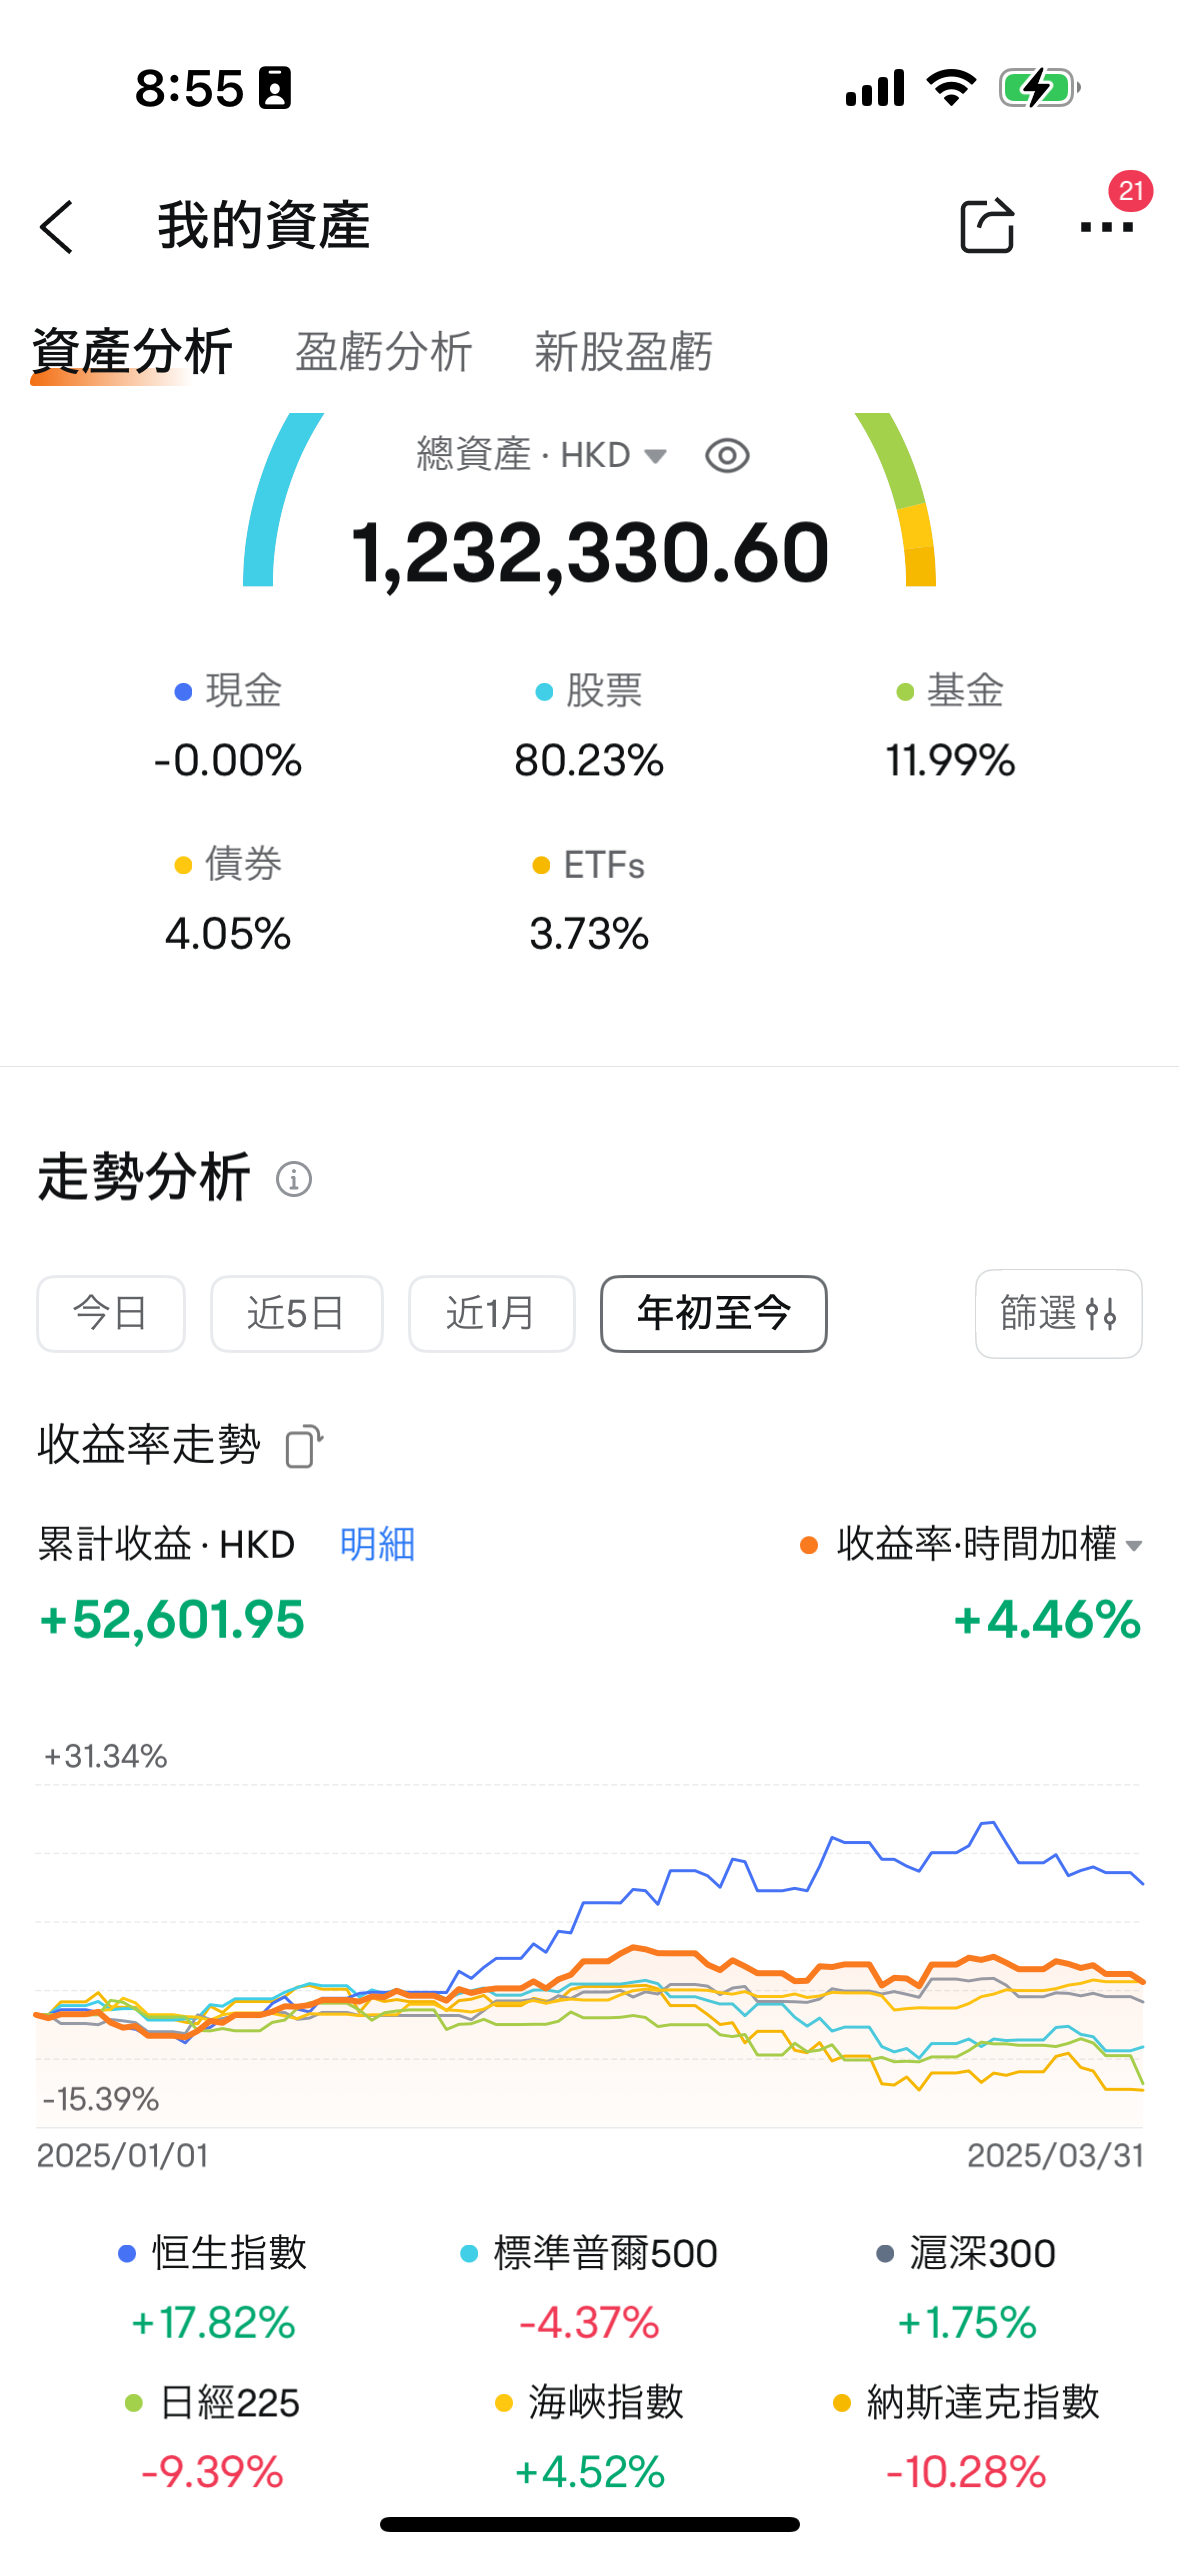 8:55
21
我的資產
資產分析 盈虧分析 新股盈虧
總資產 · HKD
1,232,330.60
現金 股票 基金
-0.00% 80.23% 11.99%
債券 ETFs
4.05% 3.73%
走勢分析
今日 近5日 近1月 年初至今 篩選
收益率走勢
累計收益 · HKD 明細 收益率·時間加權
+52,601.95 +4.46%
+31.34%
-15.39%
2025/01/01 2025/03/31
恒生指數 標準普爾500 滬深300
+17.82% -4.37% +1.75%
日經225 海峽指數 納斯達克指數
-9.39% +4.52% -10.28%